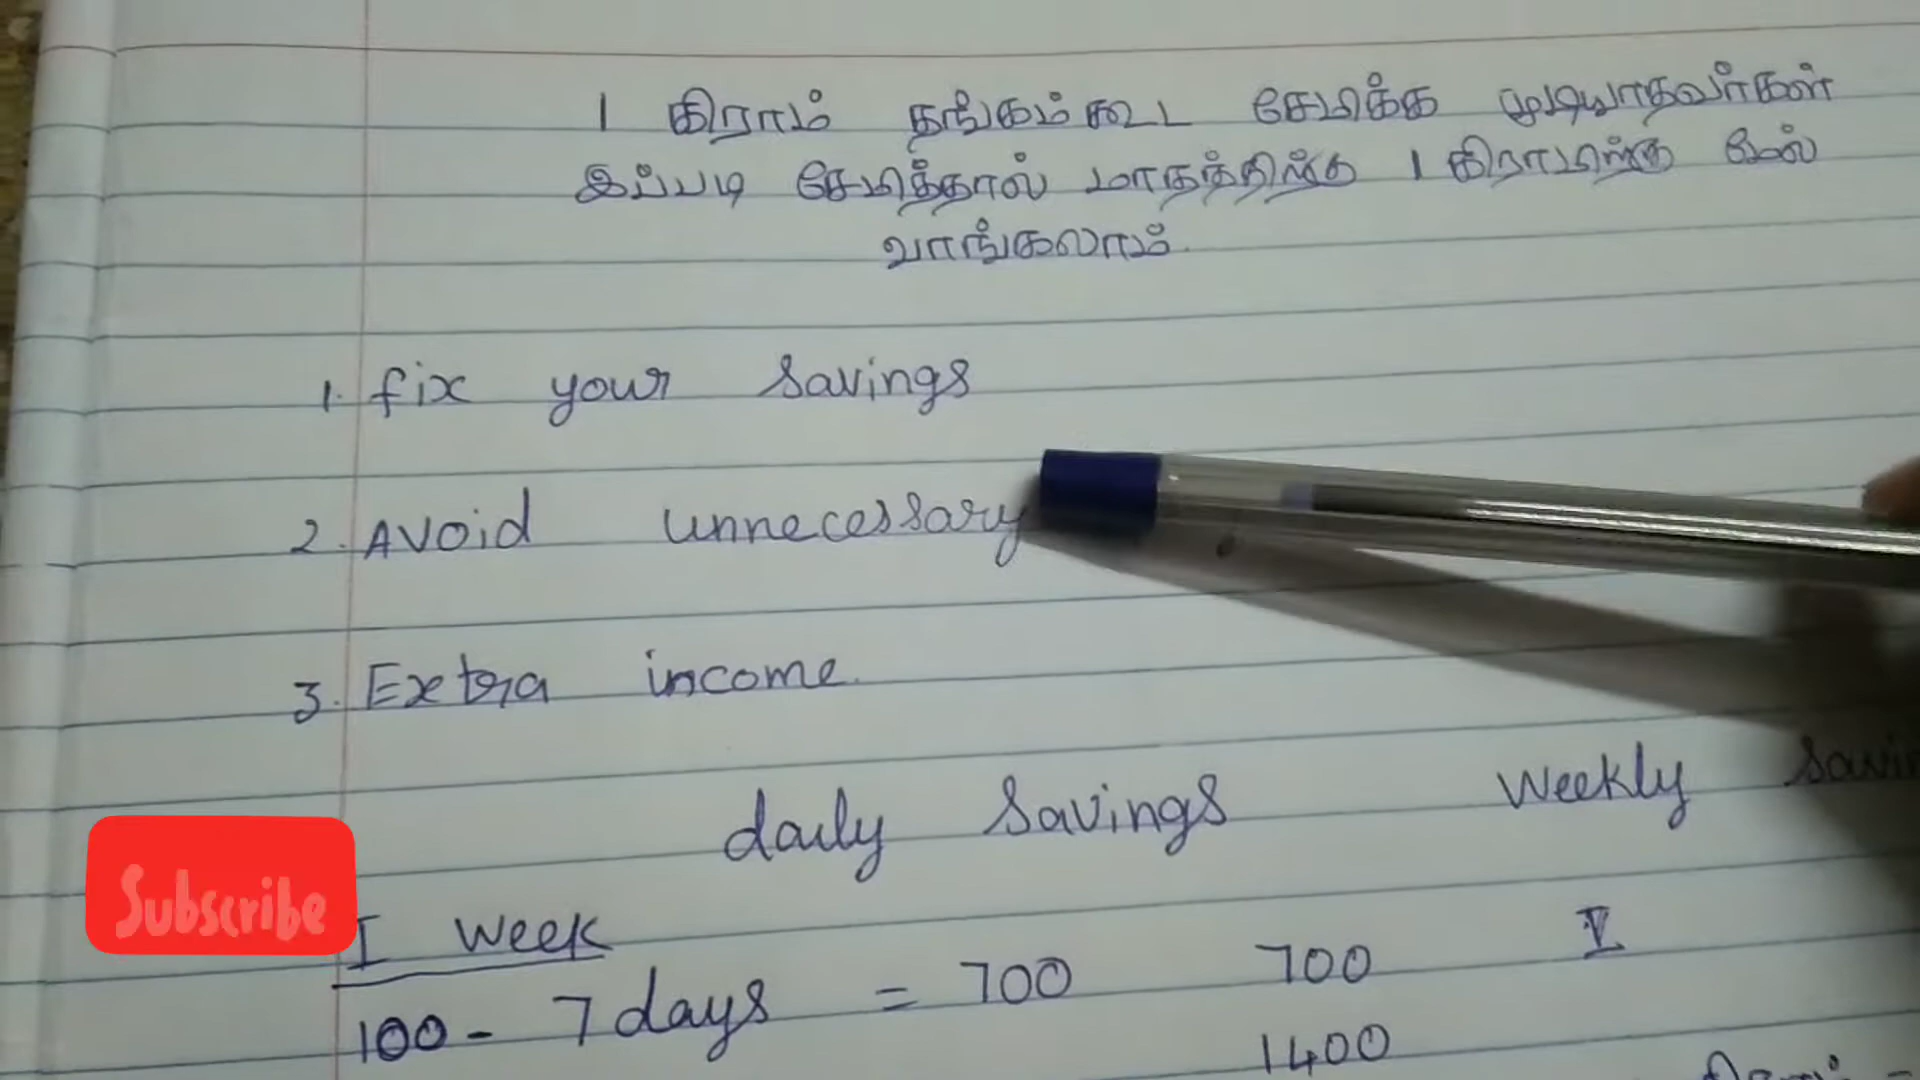 1 கிராம் தங்கம் கூட சேமிக்க முடியாதவர்கள்
இப்படி சேமித்தால் மாதத்திற்கு 1 கிராமிற்கு மேல்
வாங்கலாம்.
1. fix your savings
2. Avoid unnecessary
3. Extra income.
daily savings Weekly
Subscribe
I week
100 - 7 days = 700 700 V
1400